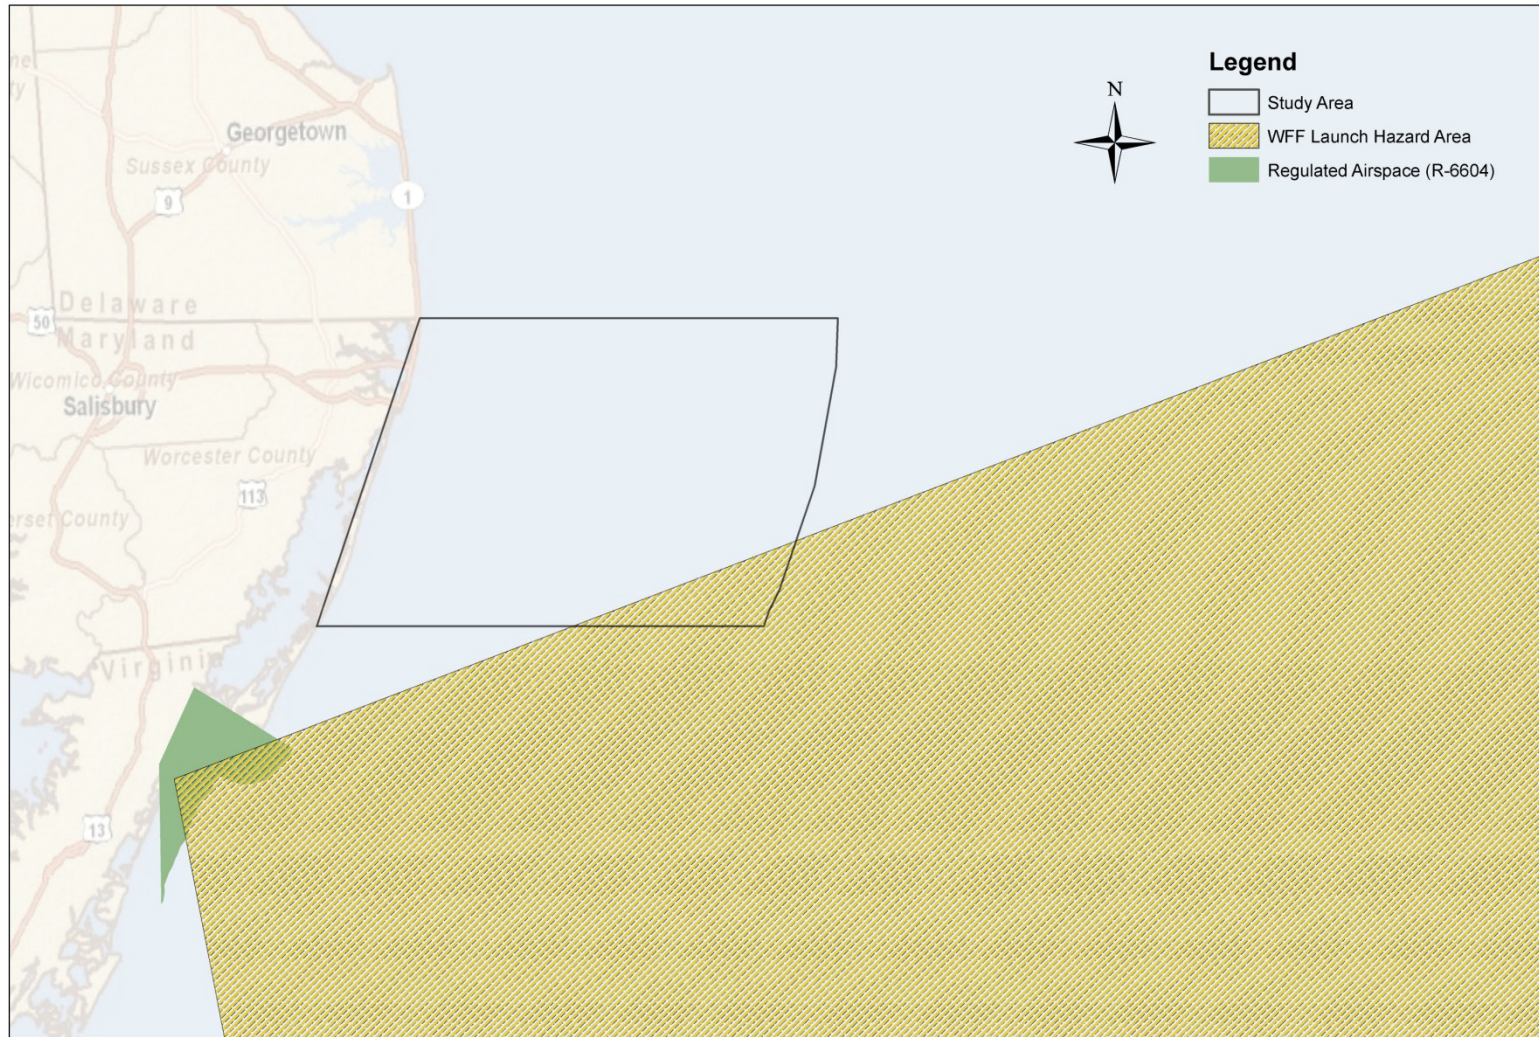 Legend
N
Study Area
WFF Launch Hazard Area
Regulated Airspace (R-6604)
Georgetown
Sussex County
9
1
Delaware
50
Maryland
Wicomico County
Salisbury
Worcester County
113
erset County
Virginia
13